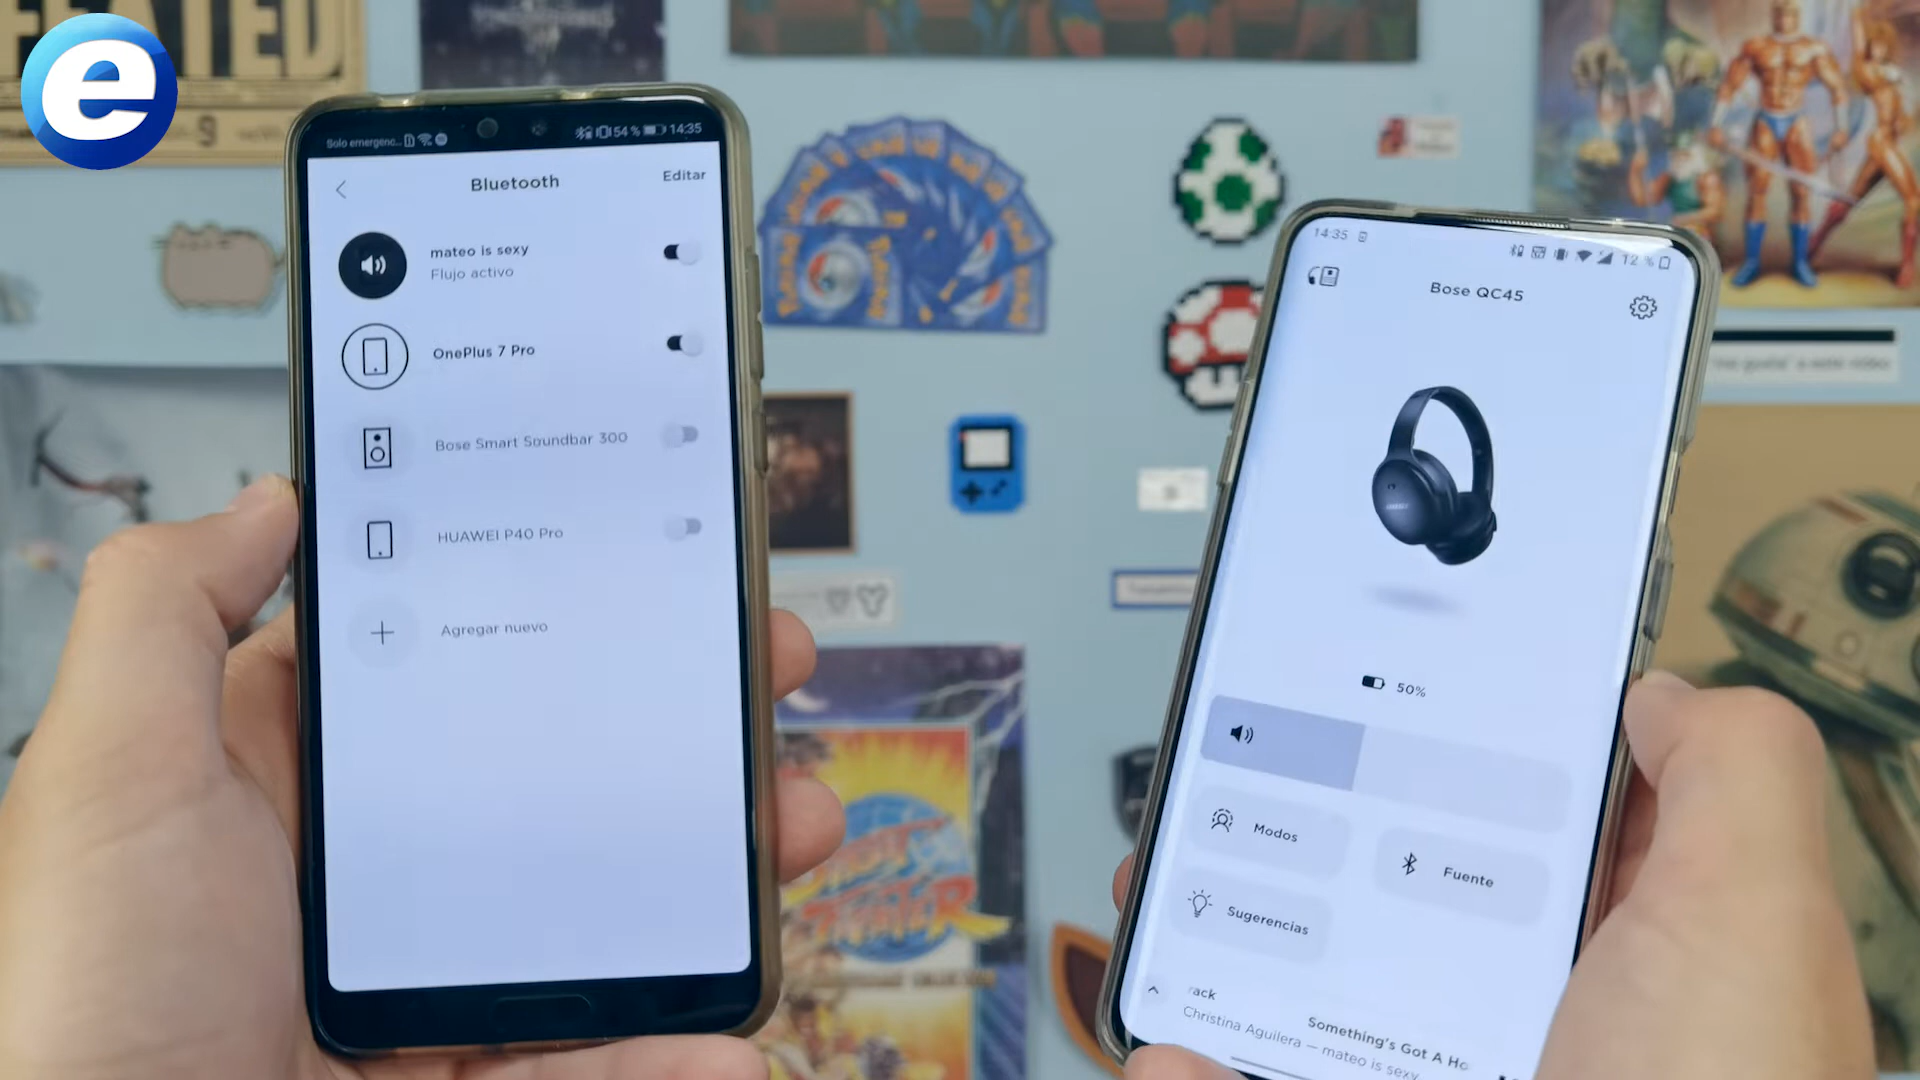 e
EATED
Solo emergenc...
54 %
14:35
Bluetooth
Editar
mateo is sexy
Flujo activo
OnePlus 7 Pro
Bose Smart Soundbar 300
HUAWEI P40 Pro
Agregar nuevo
14:35
12 %
Bose QC45
50%
Modos
Fuente
Sugerencias
rack
Something's Got A Ho
Christina Aguilera — mateo is sexy